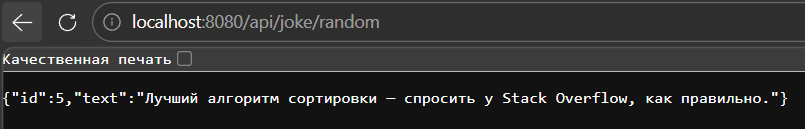 localhost:8080/api/joke/random
Качественная печать
{"id":5,"text":"Лучший алгоритм сортировки — спросить у Stack Overflow, как правильно."}